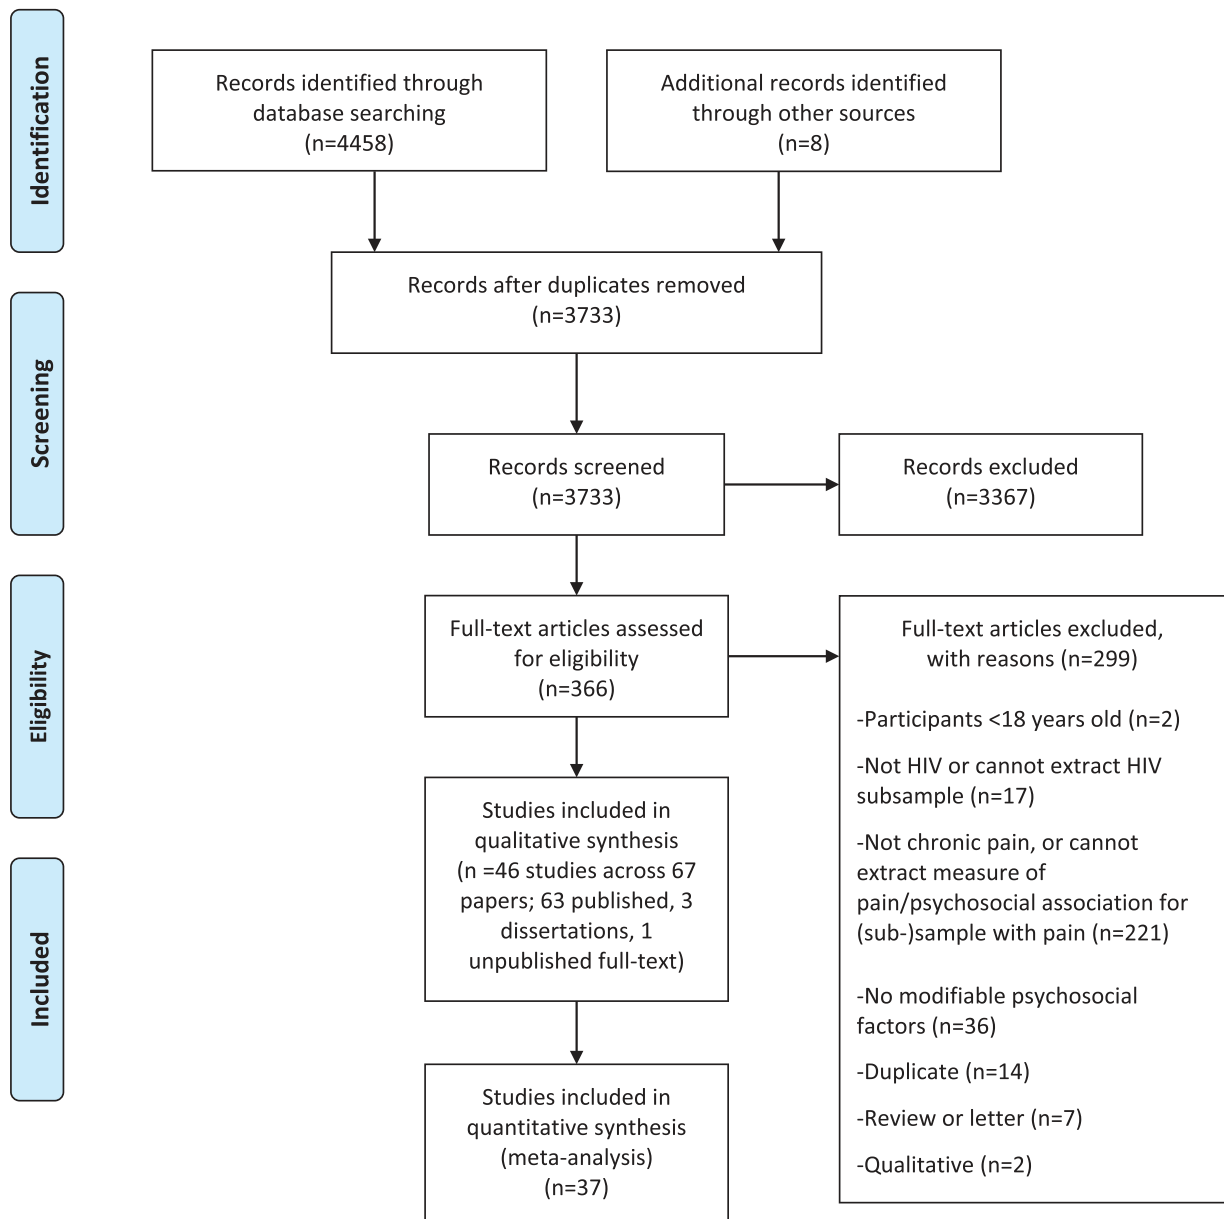 Identification
Records identified through
database searching
(n=4458)
Additional records identified
through other sources
(n=8)
Records after duplicates removed
(n=3733)
Screening
Records screened
(n=3733)
Records excluded
(n=3367)
Eligibility
Full-text articles assessed
for eligibility
(n=366)
Full-text articles excluded,
with reasons (n=299)
-Participants <18 years old (n=2)
-Not HIV or cannot extract HIV
subsample (n=17)
-Not chronic pain, or cannot
extract measure of
pain/psychosocial association for
(sub-)sample with pain (n=221)
-No modifiable psychosocial
factors (n=36)
-Duplicate (n=14)
-Review or letter (n=7)
-Qualitative (n=2)
Included
Studies included in
qualitative synthesis
(n =46 studies across 67
papers; 63 published, 3
dissertations, 1
unpublished full-text)
Studies included in
quantitative synthesis
(meta-analysis)
(n=37)